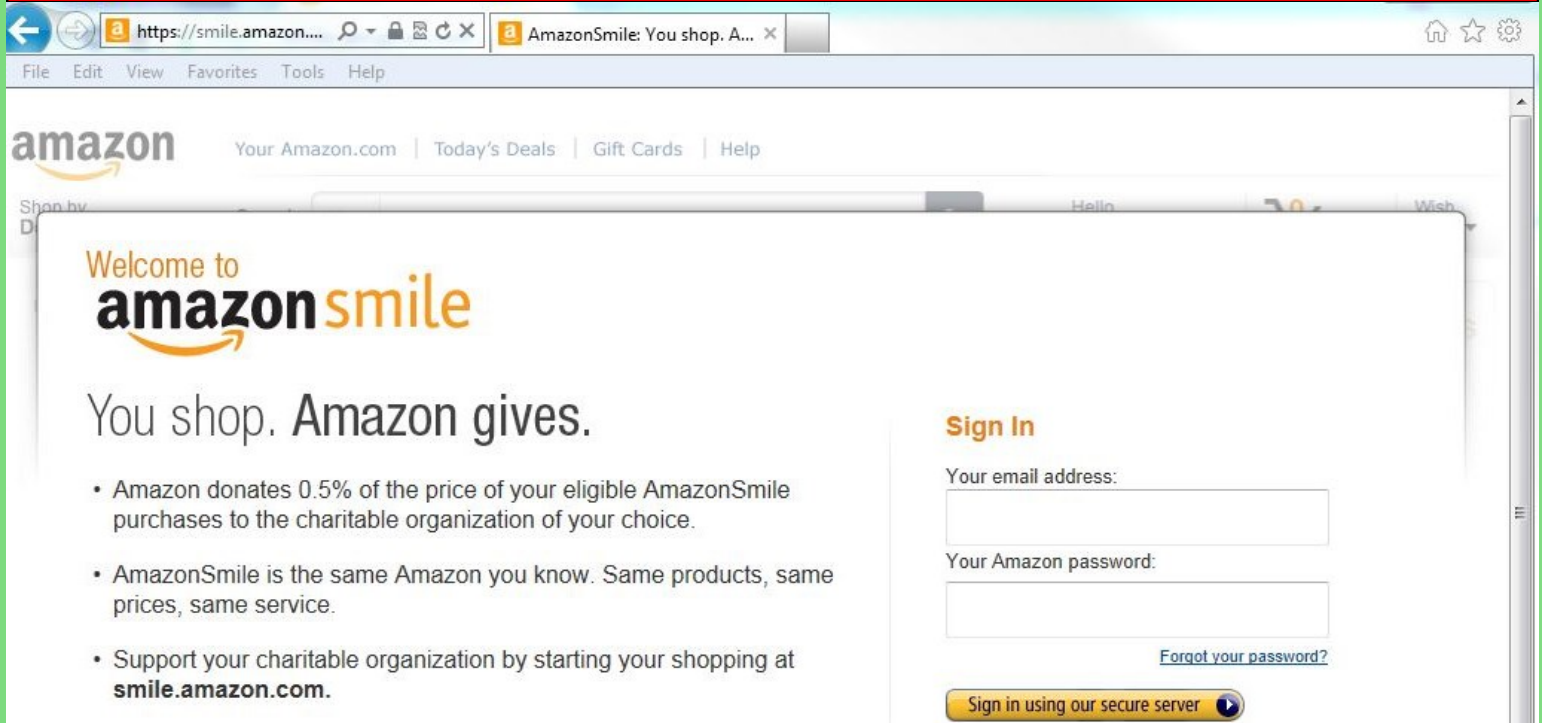 https://smile.amazon....
AmazonSmile: You shop. A...
File Edit View Favorites Tools Help
amazon
Your Amazon.com | Today's Deals | Gift Cards | Help
Shop by
Hello
Wish
Welcome to
amazonsmile
You shop. Amazon gives.
• Amazon donates 0.5% of the price of your eligible AmazonSmile
purchases to the charitable organization of your choice.
• AmazonSmile is the same Amazon you know. Same products, same
prices, same service.
• Support your charitable organization by starting your shopping at
smile.amazon.com.
Sign In
Your email address:
Your Amazon password:
Forgot your password?
Sign in using our secure server